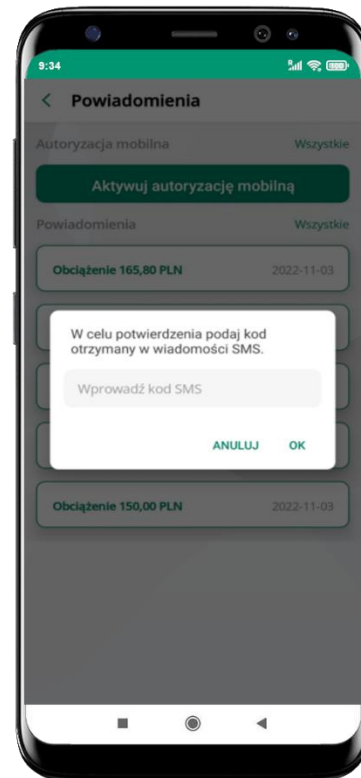 9:34
Powiadomienia
Autoryzacja mobilna Wszystkie
Aktywuj autoryzację mobilną
Powiadomienia Wszystkie
Obciążenie 165,80 PLN 2022-11-03
W celu potwierdzenia podaj kod
otrzymany w wiadomości SMS.
Wprowadź kod SMS
ANULUJ OK
Obciążenie 150,00 PLN 2022-11-03